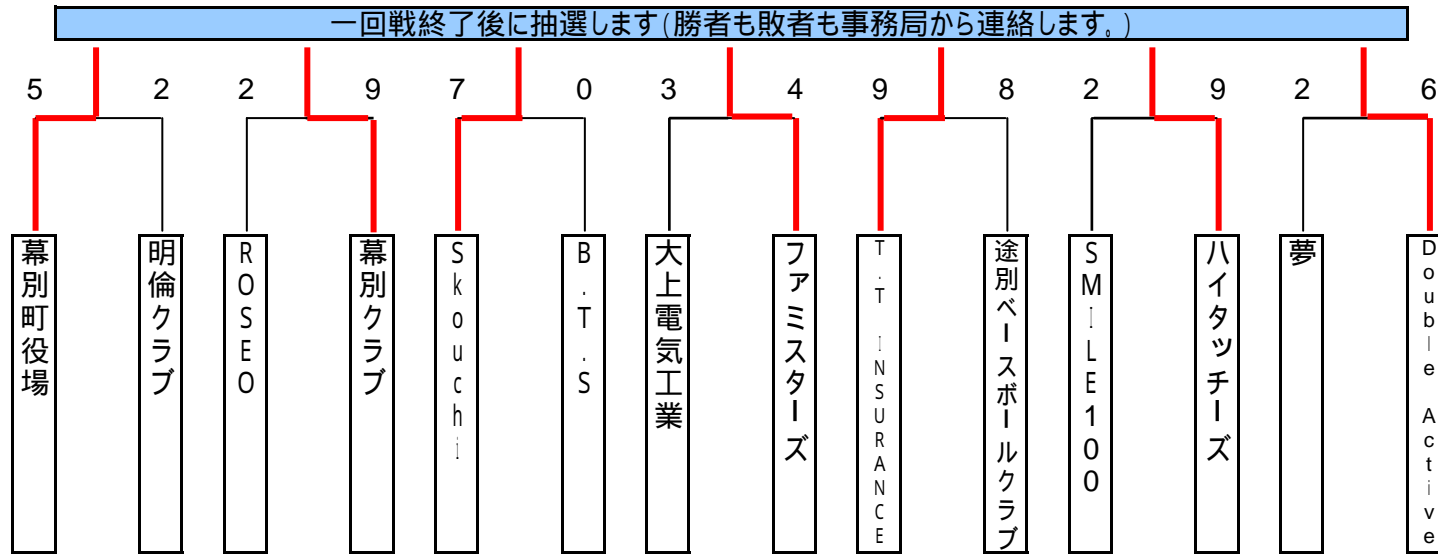 一回戦終了後に抽選します(勝者も敗者も事務局から連絡します。)
5 2 2 9 7 0 3 4 9 8 2 9 2 6
幕別町役場
明倫クラブ
ROSEO
幕別クラブ
Skouchi
B.T.S
大上電気工業
ファミスターズ
T.T INSURANCE
途別ベースボールクラブ
SMILE100
ハイタッチーズ
夢
Double Active